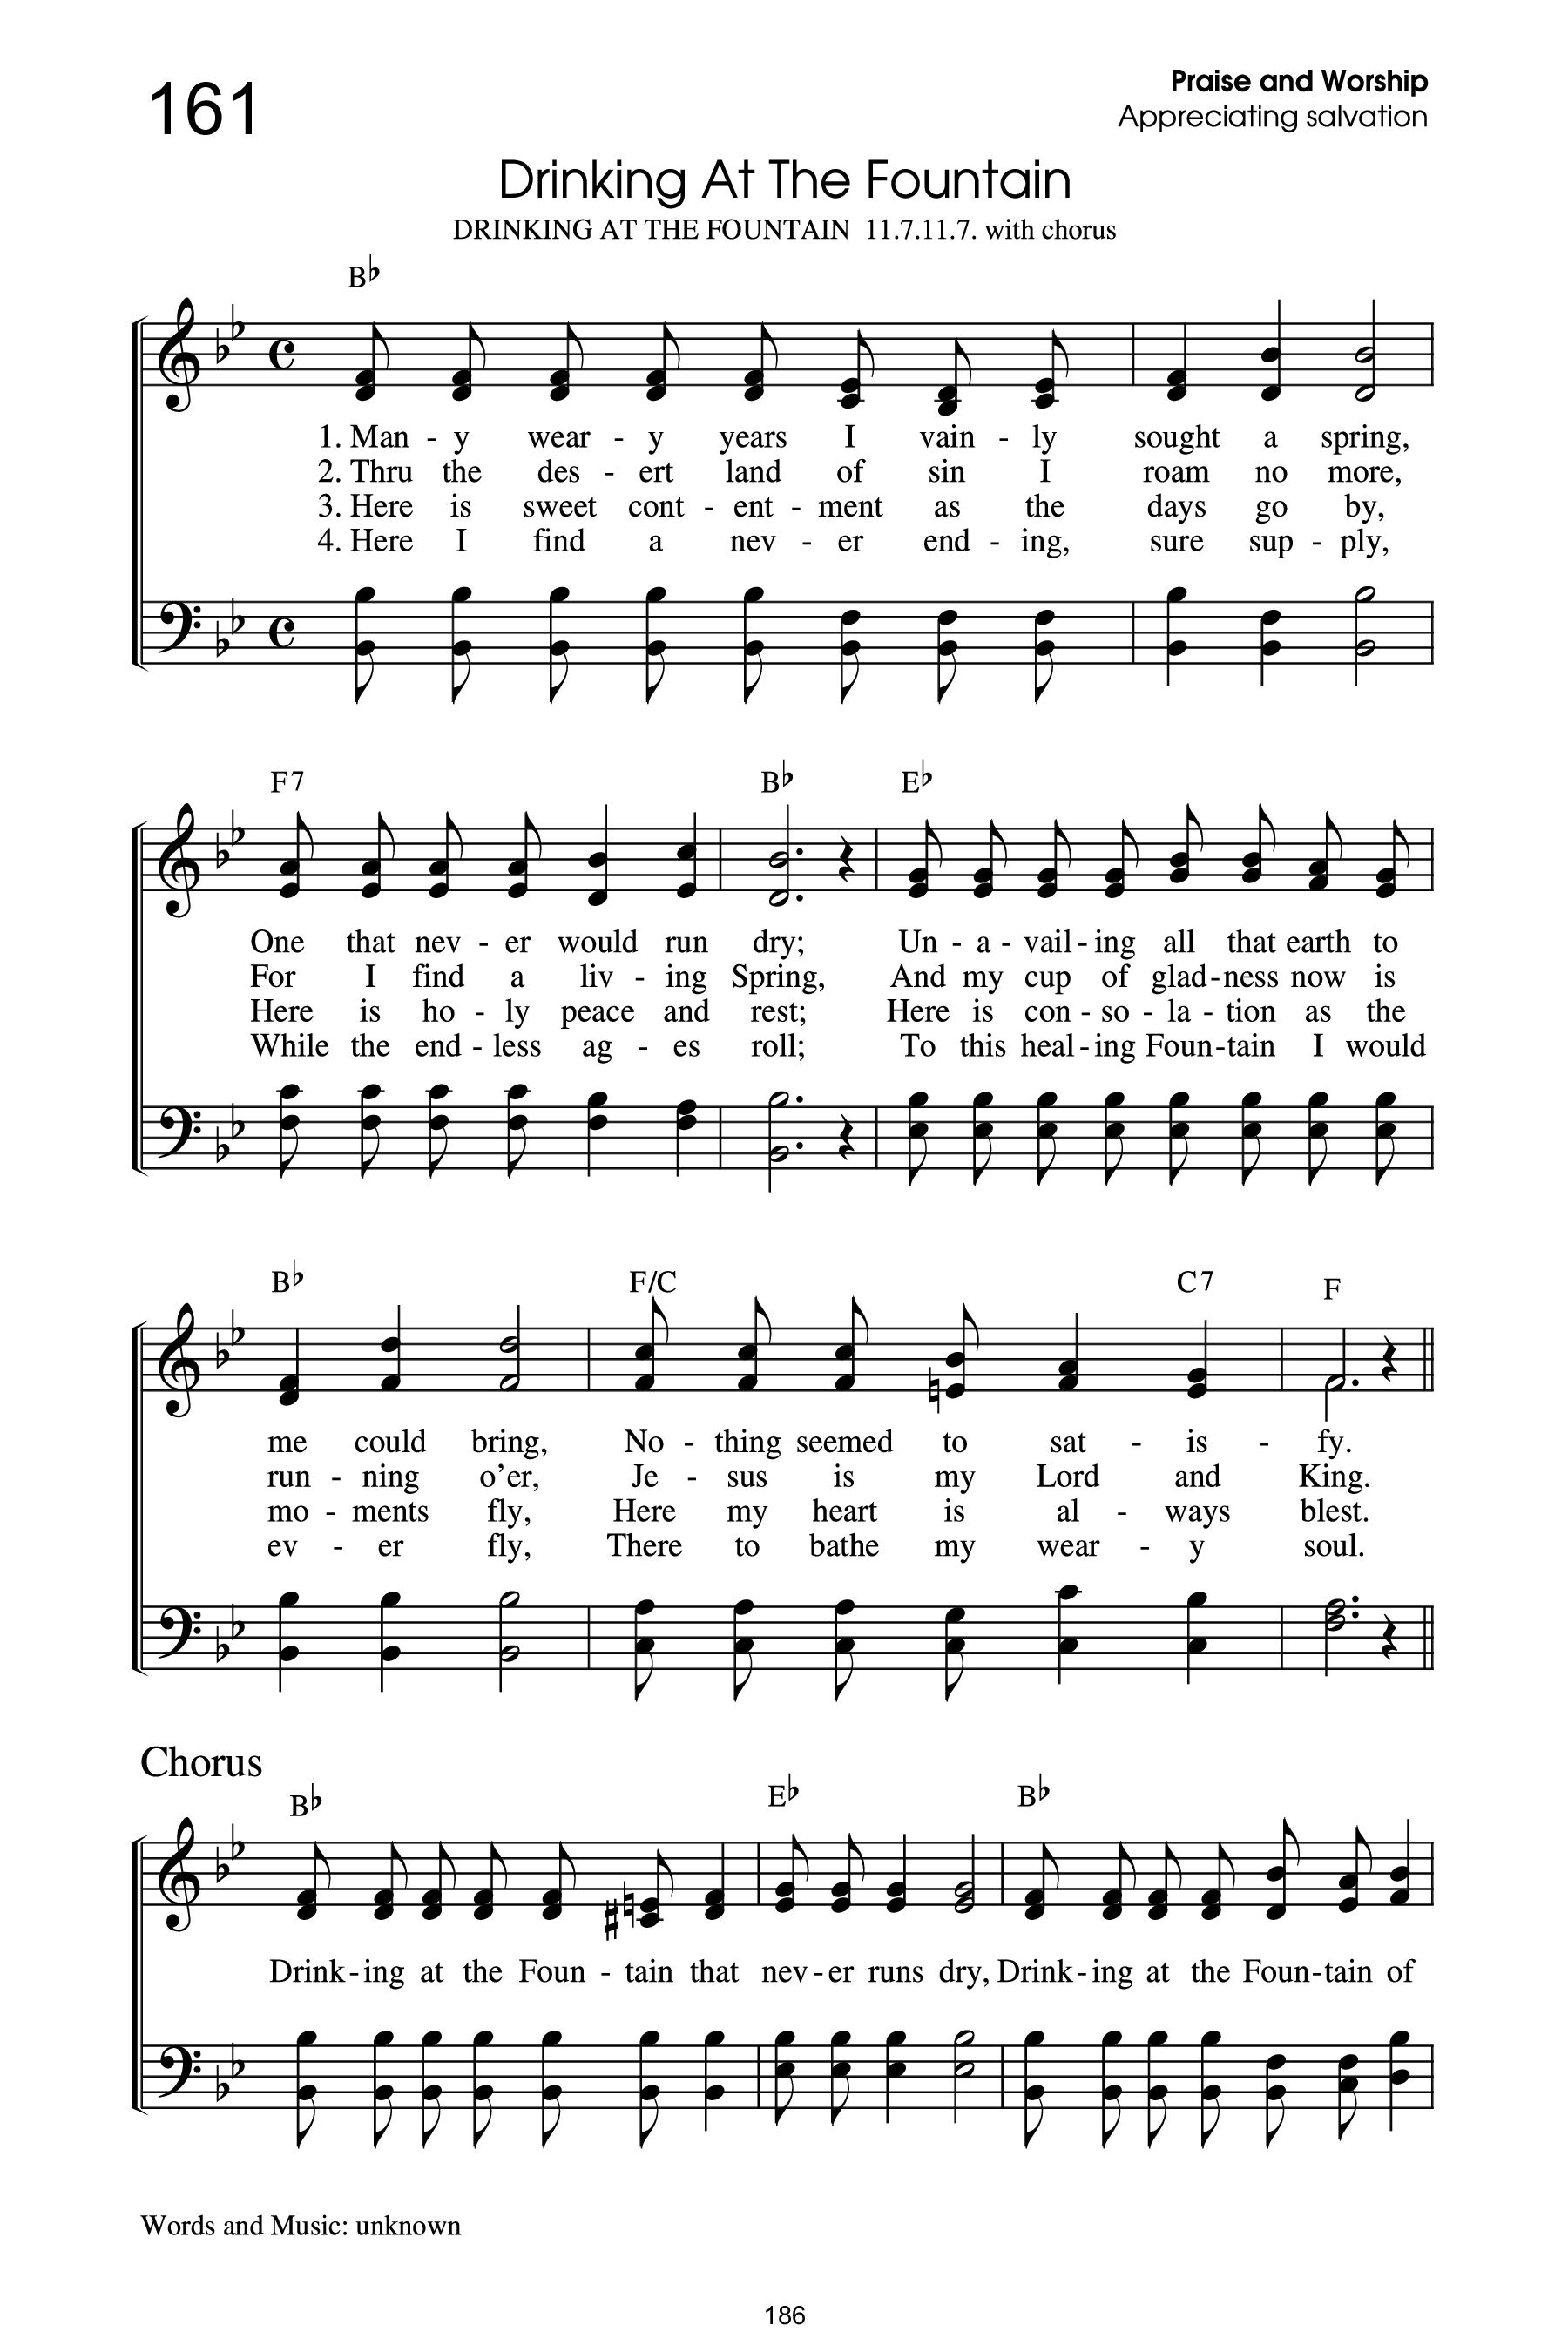 161
Praise and Worship
Appreciating salvation
Drinking At The Fountain
DRINKING AT THE FOUNTAIN 11.7.11.7. with chorus
B♭
1. Man - y wear - y years I vain - ly sought a spring,
2. Thru the des - ert land of sin I roam no more,
3. Here is sweet cont - ent - ment as the days go by,
4. Here I find a nev - er end - ing, sure sup - ply,
F7 B♭ E♭
One that nev - er would run dry; Un - a - vail - ing all that earth to
For I find a liv - ing Spring, And my cup of glad - ness now is
Here is ho - ly peace and rest; Here is con - so - la - tion as the
While the end - less ag - es roll; To this heal - ing Foun - tain I would
B♭ F/C C7 F
me could bring, No - thing seemed to sat - is - fy.
run - ning o'er, Je - sus is my Lord and King.
mo - ments fly, Here my heart is al - ways blest.
ev - er fly, There to bathe my wear - y soul.
Chorus
B♭ E♭ B♭
Drink - ing at the Foun - tain that nev - er runs dry, Drink - ing at the Foun - tain of
Words and Music: unknown
186